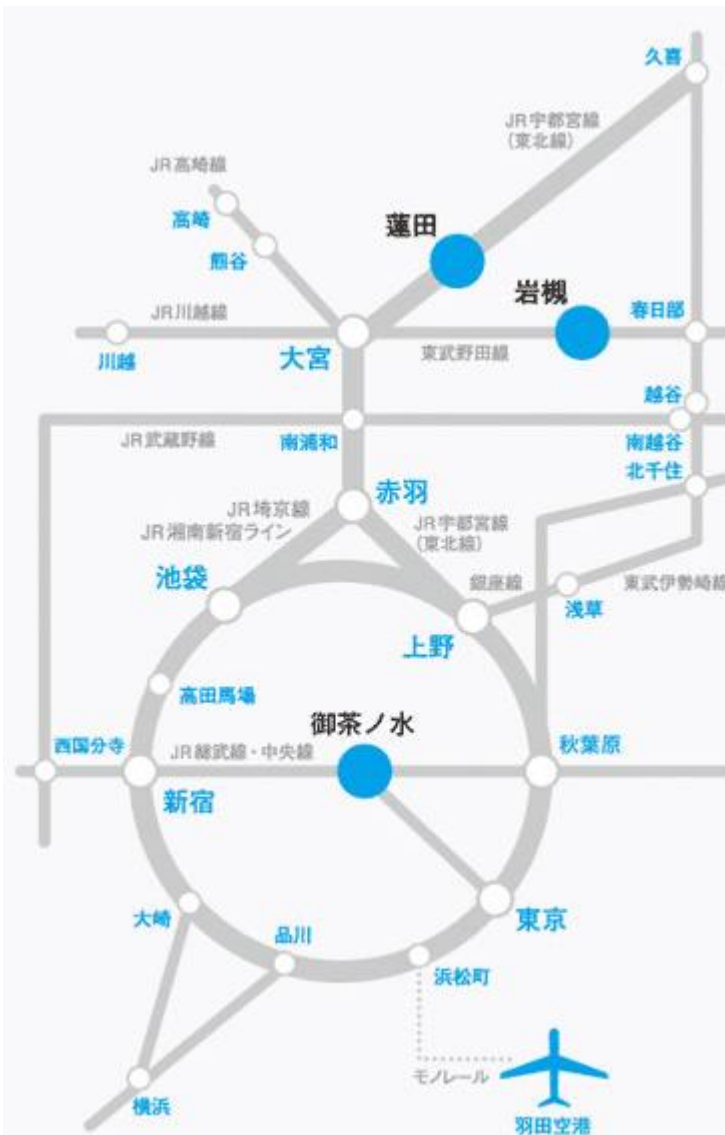 久喜
JR宇都宮線
(東北線)
JR高崎線
高崎
蓮田
熊谷
岩槻
JR川越線
春日部
川越
大宮
東武野田線
越谷
JR武蔵野線
南浦和
南越谷
北千住
赤羽
JR埼京線
JR湘南新宿ライン
JR宇都宮線
(東北線)
池袋
銀座線
東武伊勢崎線
浅草
上野
高田馬場
御茶ノ水
西国分寺
JR総武線・中央線
秋葉原
新宿
大崎
東京
品川
浜松町
モノレール
横浜
羽田空港